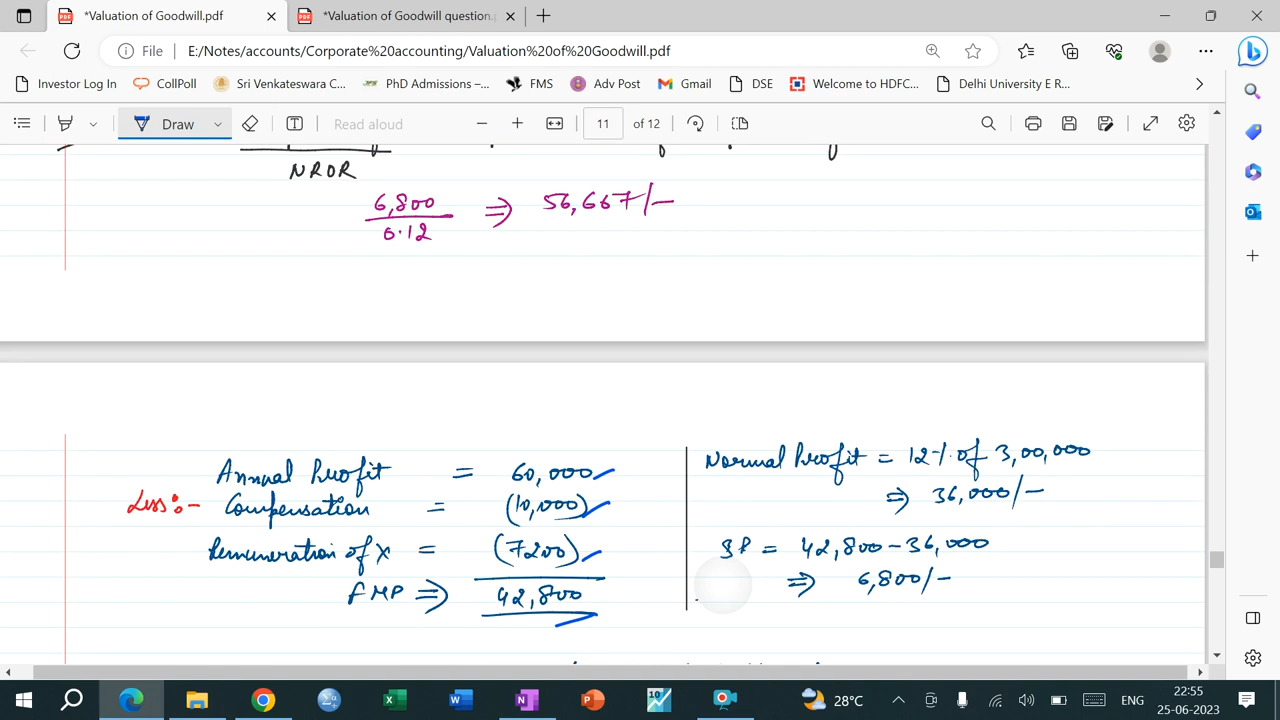 *Valuation of Goodwill.pdf
*Valuation of Goodwill question.
File E:/Notes/accounts/Corporate%20accounting/Valuation%20of%20Goodwill.pdf
Investor Log In CollPoll Sri Venkateswara C... PhD Admissions –... FMS Adv Post Gmail DSE Welcome to HDFC... Delhi University E R...
Draw Read aloud 11 of 12
NROR
6,800 ⇒ 56,667/-
0.12
Annual Profit = 60,000
Less:- Compensation = (10,000)
Remuneration of X = (7200)
FMP ⇒ 42,800
Normal Profit = 12% of 3,00,000
⇒ 36,000/-
SP = 42,800-36,000
⇒ 6,800/-
28°C ENG 22:55
25-06-2023